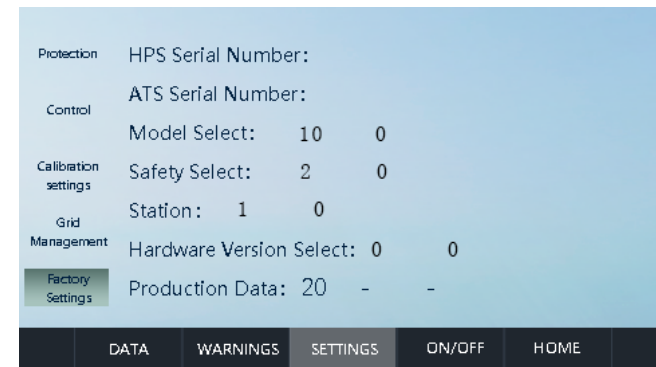 Protection
Control
Calibration
settings
Grid
Management
Factory
Settings
HPS Serial Number:
ATS Serial Number:
Model Select: 10 0
Safety Select: 2 0
Station: 1 0
Hardware Version Select: 0 0
Production Data: 20 - -
DATA WARNINGS SETTINGS ON/OFF HOME